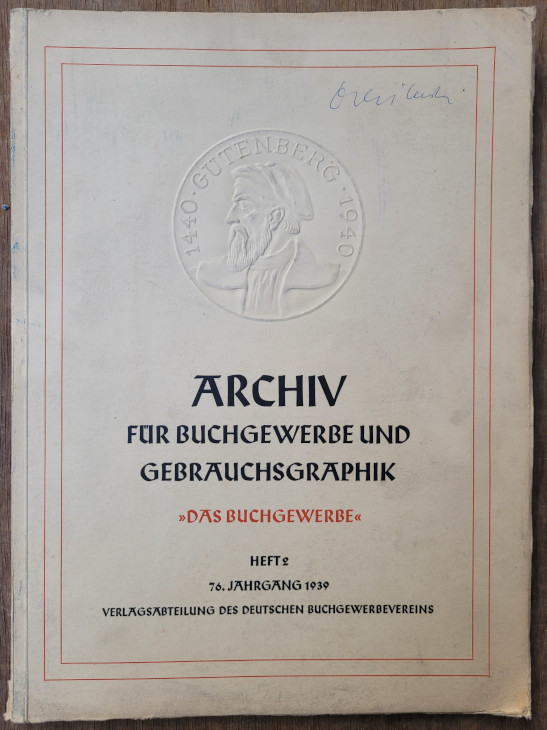 1440 · GUTENBERG · 1940
ARCHIV
FÜR BUCHGEWERBE UND
GEBRAUCHSGRAPHIK
»DAS BUCHGEWERBE«
HEFT 2
76. JAHRGANG 1939
VERLAGSABTEILUNG DES DEUTSCHEN BUCHGEWERBEVEREINS